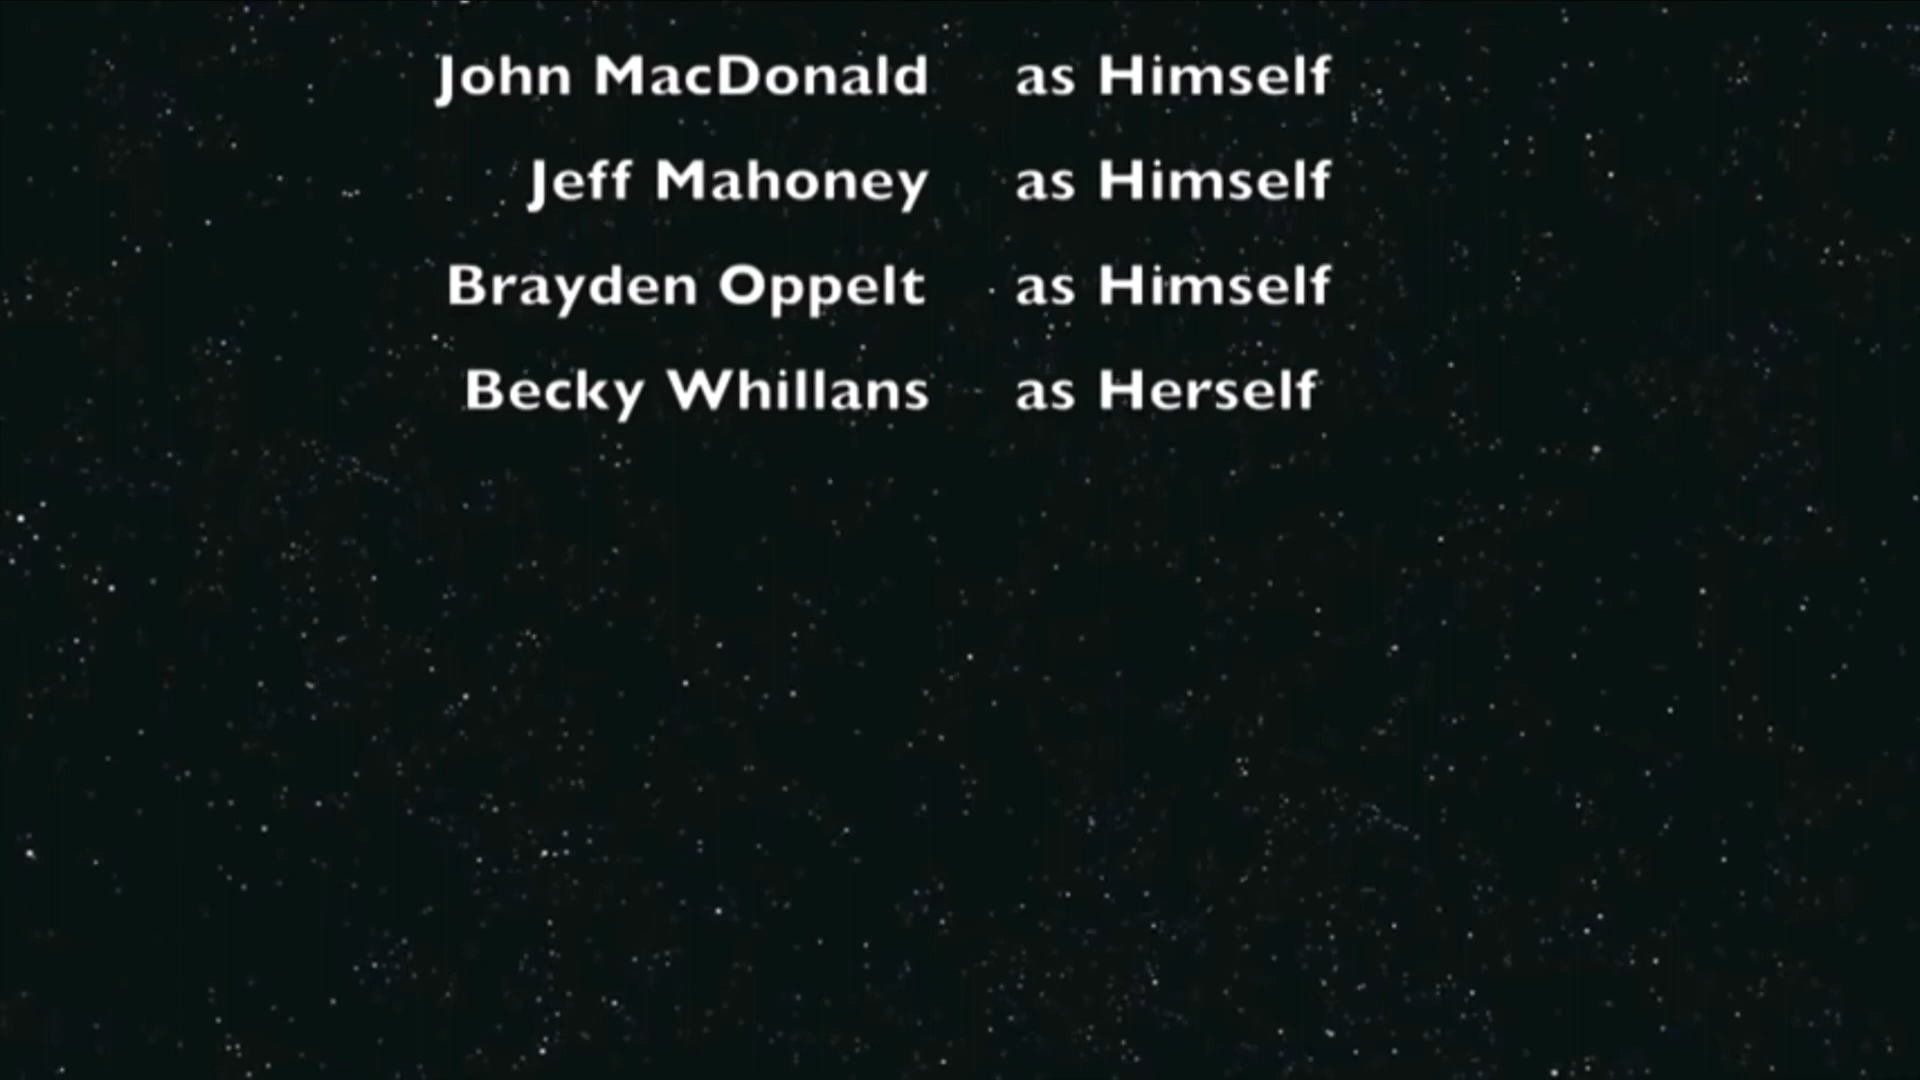 John MacDonald as Himself
Jeff Mahoney as Himself
Brayden Oppelt as Himself
Becky Whillans as Herself